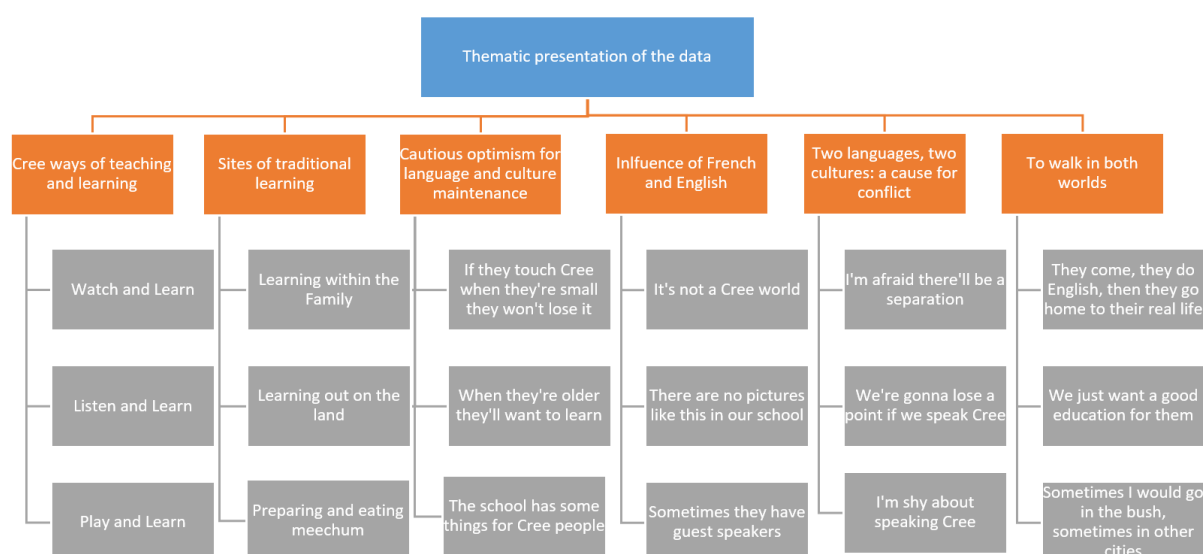 Thematic presentation of the data
Cree ways of teaching
and learning
Sites of traditional
learning
Cautious optimism for
language and culture
maintenance
Inlfuence of French
and English
Two languages, two
cultures: a cause for
conflict
To walk in both
worlds
Watch and Learn
Learning within the
Family
If they touch Cree
when they're small
they won't lose it
It's not a Cree world
I'm afraid there'll be a
separation
They come, they do
English, then they go
home to their real life
Listen and Learn
Learning out on the
land
When they're older
they'll want to learn
There are no pictures
like this in our school
We're gonna lose a
point if we speak Cree
We just want a good
education for them
Play and Learn
Preparing and eating
meechum
The school has some
things for Cree people
Sometimes they have
guest speakers
I'm shy about
speaking Cree
Sometimes I would go
in the bush,
sometimes in other
cities